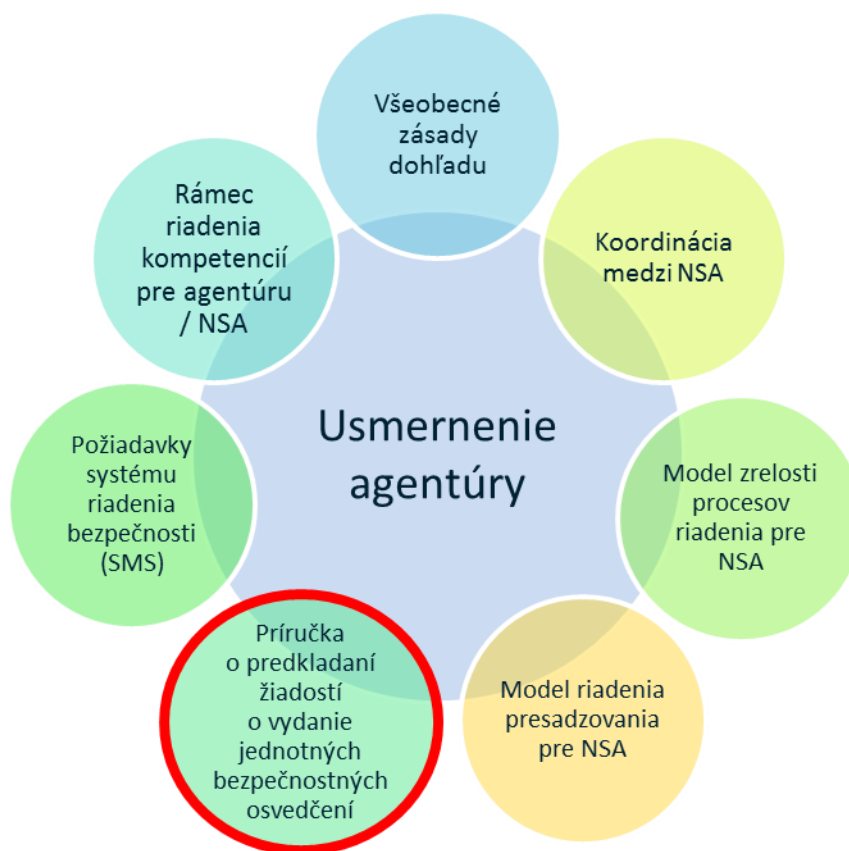 Všeobecné
zásady
dohľadu
Koordinácia
medzi NSA
Model zrelosti
procesov
riadenia pre
NSA
Model riadenia
presadzovania
pre NSA
Príručka
o predkladaní
žiadostí
o vydanie
jednotných
bezpečnostných
osvedčení
Požiadavky
systému
riadenia
bezpečnosti
(SMS)
Rámec
riadenia
kompetencií
pre agentúru
/ NSA
Usmernenie
agentúry